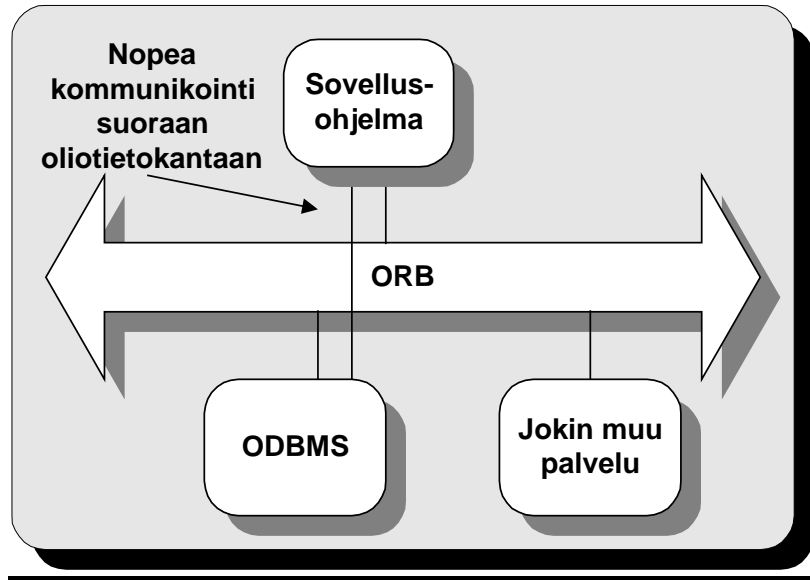 Nopea
kommunikointi
suoraan
oliotietokantaan
Sovellus-
ohjelma
ORB
ODBMS
Jokin muu
palvelu